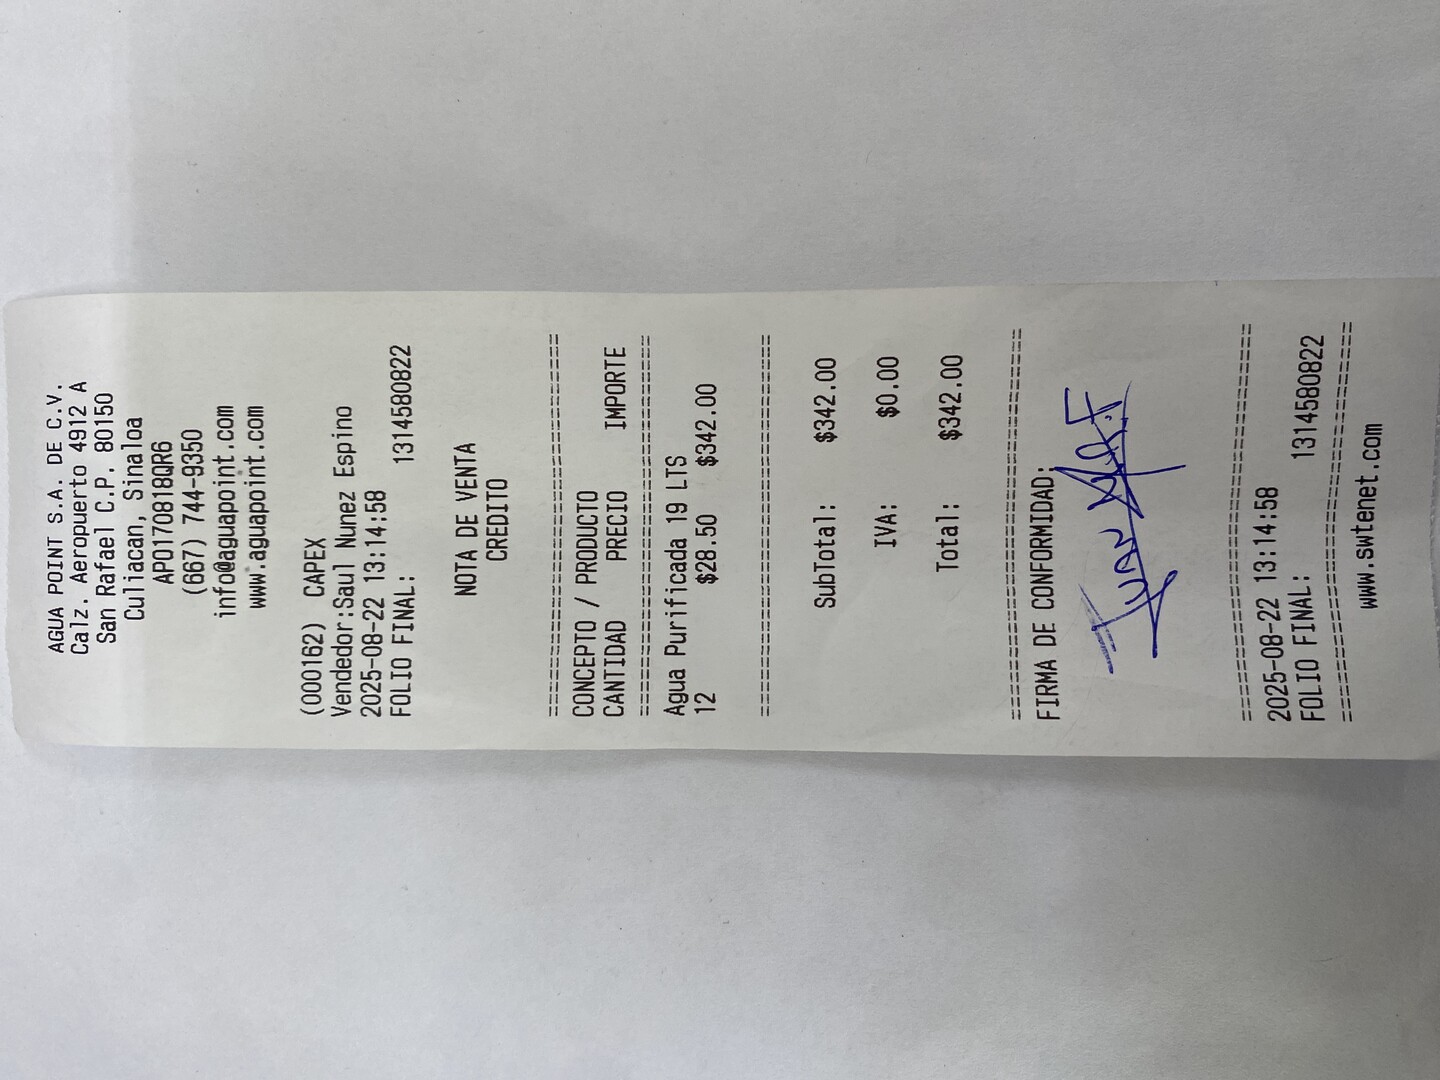 AGUA POINT S.A. DE C.V.
Calz. Aeropuerto 4912 A
San Rafael C.P. 80150
Culiacan, Sinaloa
APO170818QR6
(667) 744-9350
info@aguapoint.com
www.aguapoint.com
(000162) CAPEX
Vendedor:Saul Nunez Espino
2025-08-22 13:14:58
FOLIO FINAL: 1314580822
NOTA DE VENTA
CREDITO
CONCEPTO / PRODUCTO
CANTIDAD PRECIO IMPORTE
Agua Purificada 19 LTS
12 $28.50 $342.00
SubTotal: $342.00
IVA: $0.00
Total: $342.00
FIRMA DE CONFORMIDAD:
2025-08-22 13:14:58
FOLIO FINAL: 1314580822
www.swtenet.com